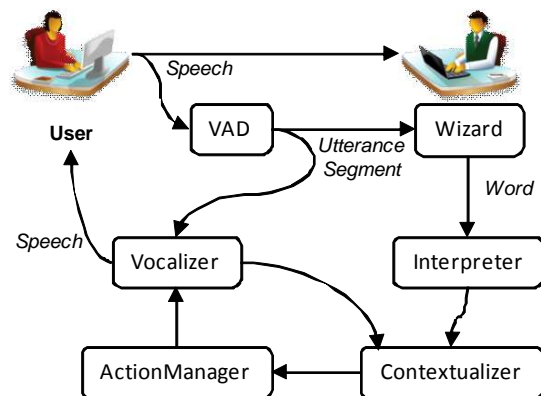 Speech
User
VAD
Utterance
Segment
Wizard
Word
Speech
Vocalizer
Interpreter
ActionManager
Contextualizer